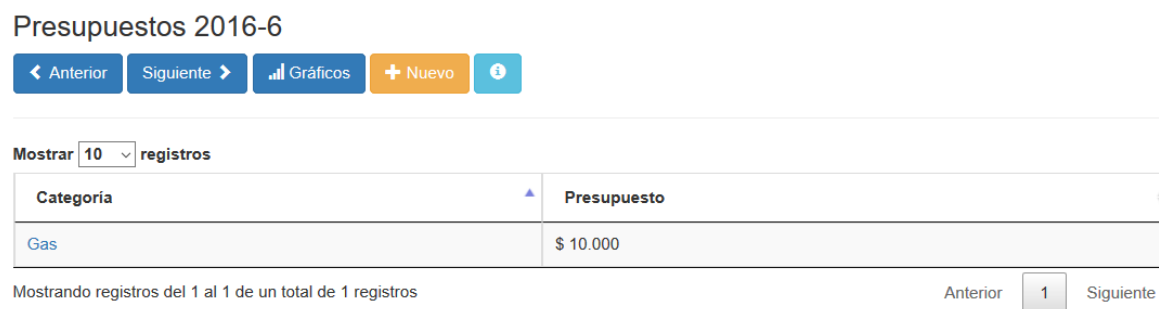 Presupuestos 2016-6
Anterior Siguiente Gráficos Nuevo
Mostrar 10 registros
Categoría Presupuesto
Gas $ 10.000
Mostrando registros del 1 al 1 de un total de 1 registros Anterior 1 Siguiente